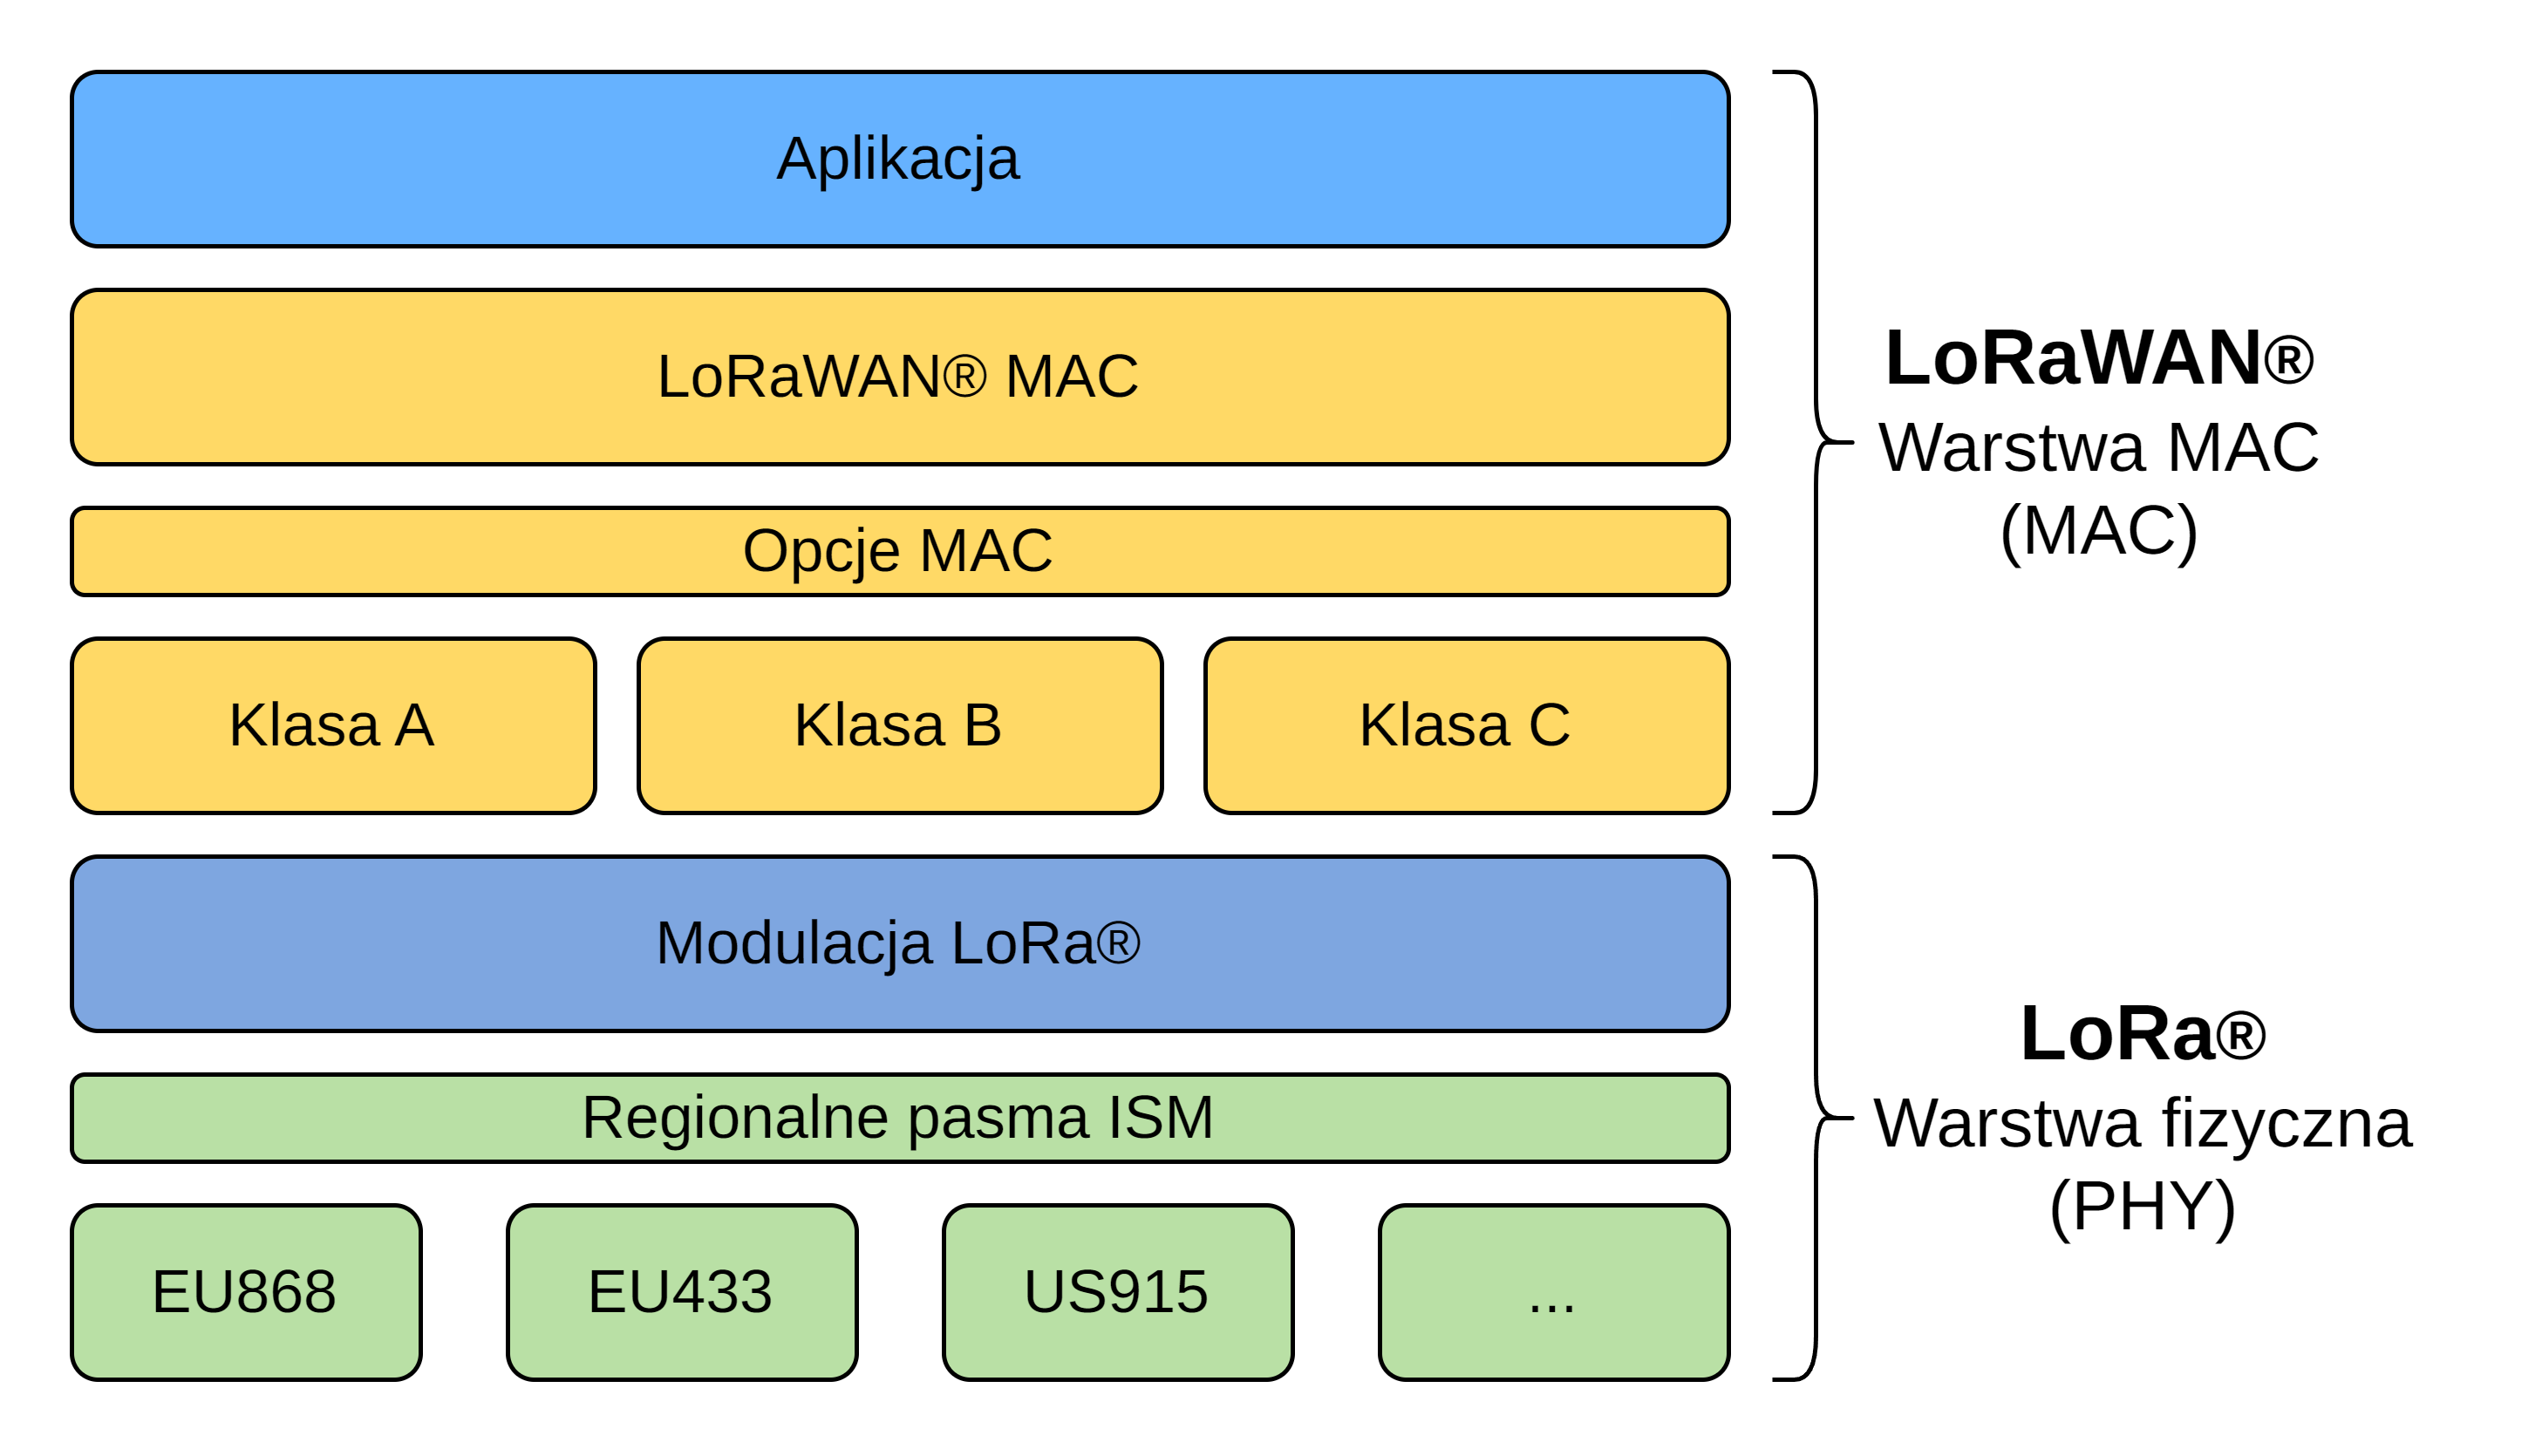 Aplikacja
LoRaWAN® MAC
Opcje MAC
Klasa A
Klasa B
Klasa C
LoRaWAN®
Warstwa MAC
(MAC)
Modulacja LoRa®
Regionalne pasma ISM
EU868
EU433
US915
...
LoRa®
Warstwa fizyczna
(PHY)